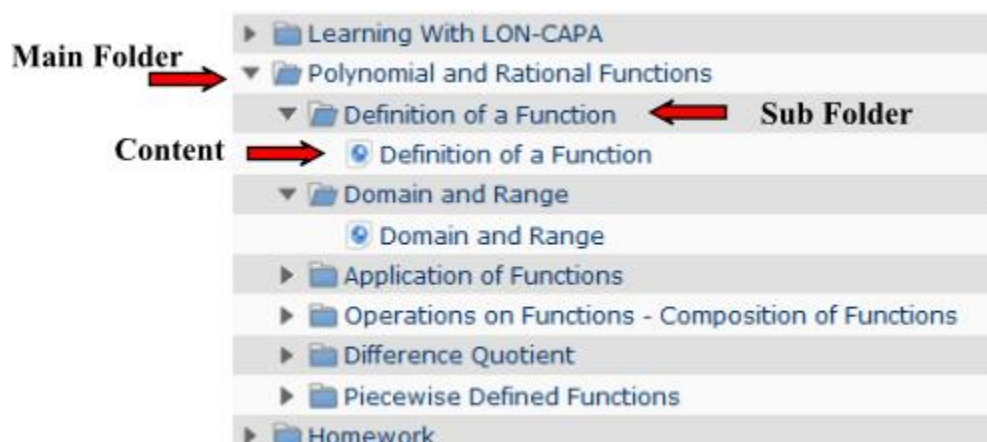 Learning With LON-CAPA
Main Folder
Polynomial and Rational Functions
Definition of a Function
Sub Folder
Content
Definition of a Function
Domain and Range
Domain and Range
Application of Functions
Operations on Functions - Composition of Functions
Difference Quotient
Piecewise Defined Functions
Homework